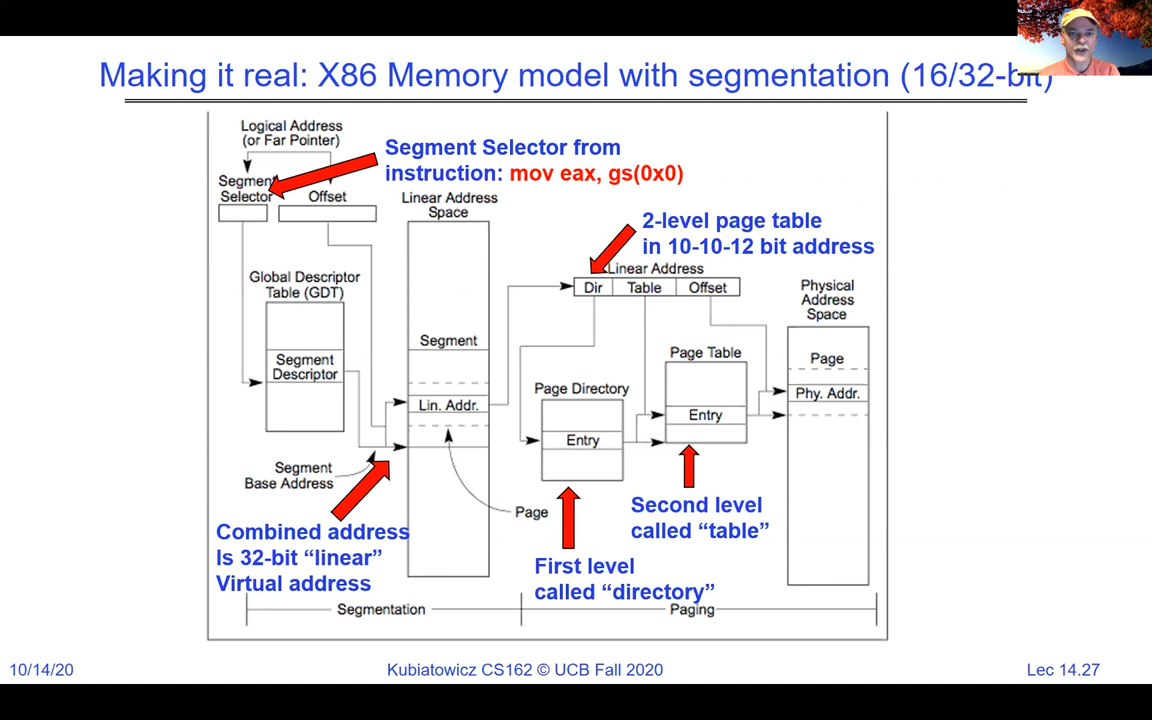 Making it real: X86 Memory model with segmentation (16/32-bit)
Logical Address
(or Far Pointer)
Segment Selector from
instruction: mov eax, gs(0x0)
Segment
Selector
Offset
Linear Address
Space
2-level page table
in 10-10-12 bit address
Linear Address
Dir
Table
Offset
Global Descriptor
Table (GDT)
Physical
Address
Space
Segment
Descriptor
Segment
Page Table
Page
Page Directory
Phy. Addr.
Lin. Addr.
Entry
Entry
Segment
Base Address
Page
Second level
called “table”
Combined address
Is 32-bit “linear”
Virtual address
First level
called “directory”
Segmentation
Paging
10/14/20
Kubiatowicz CS162 © UCB Fall 2020
Lec 14.27